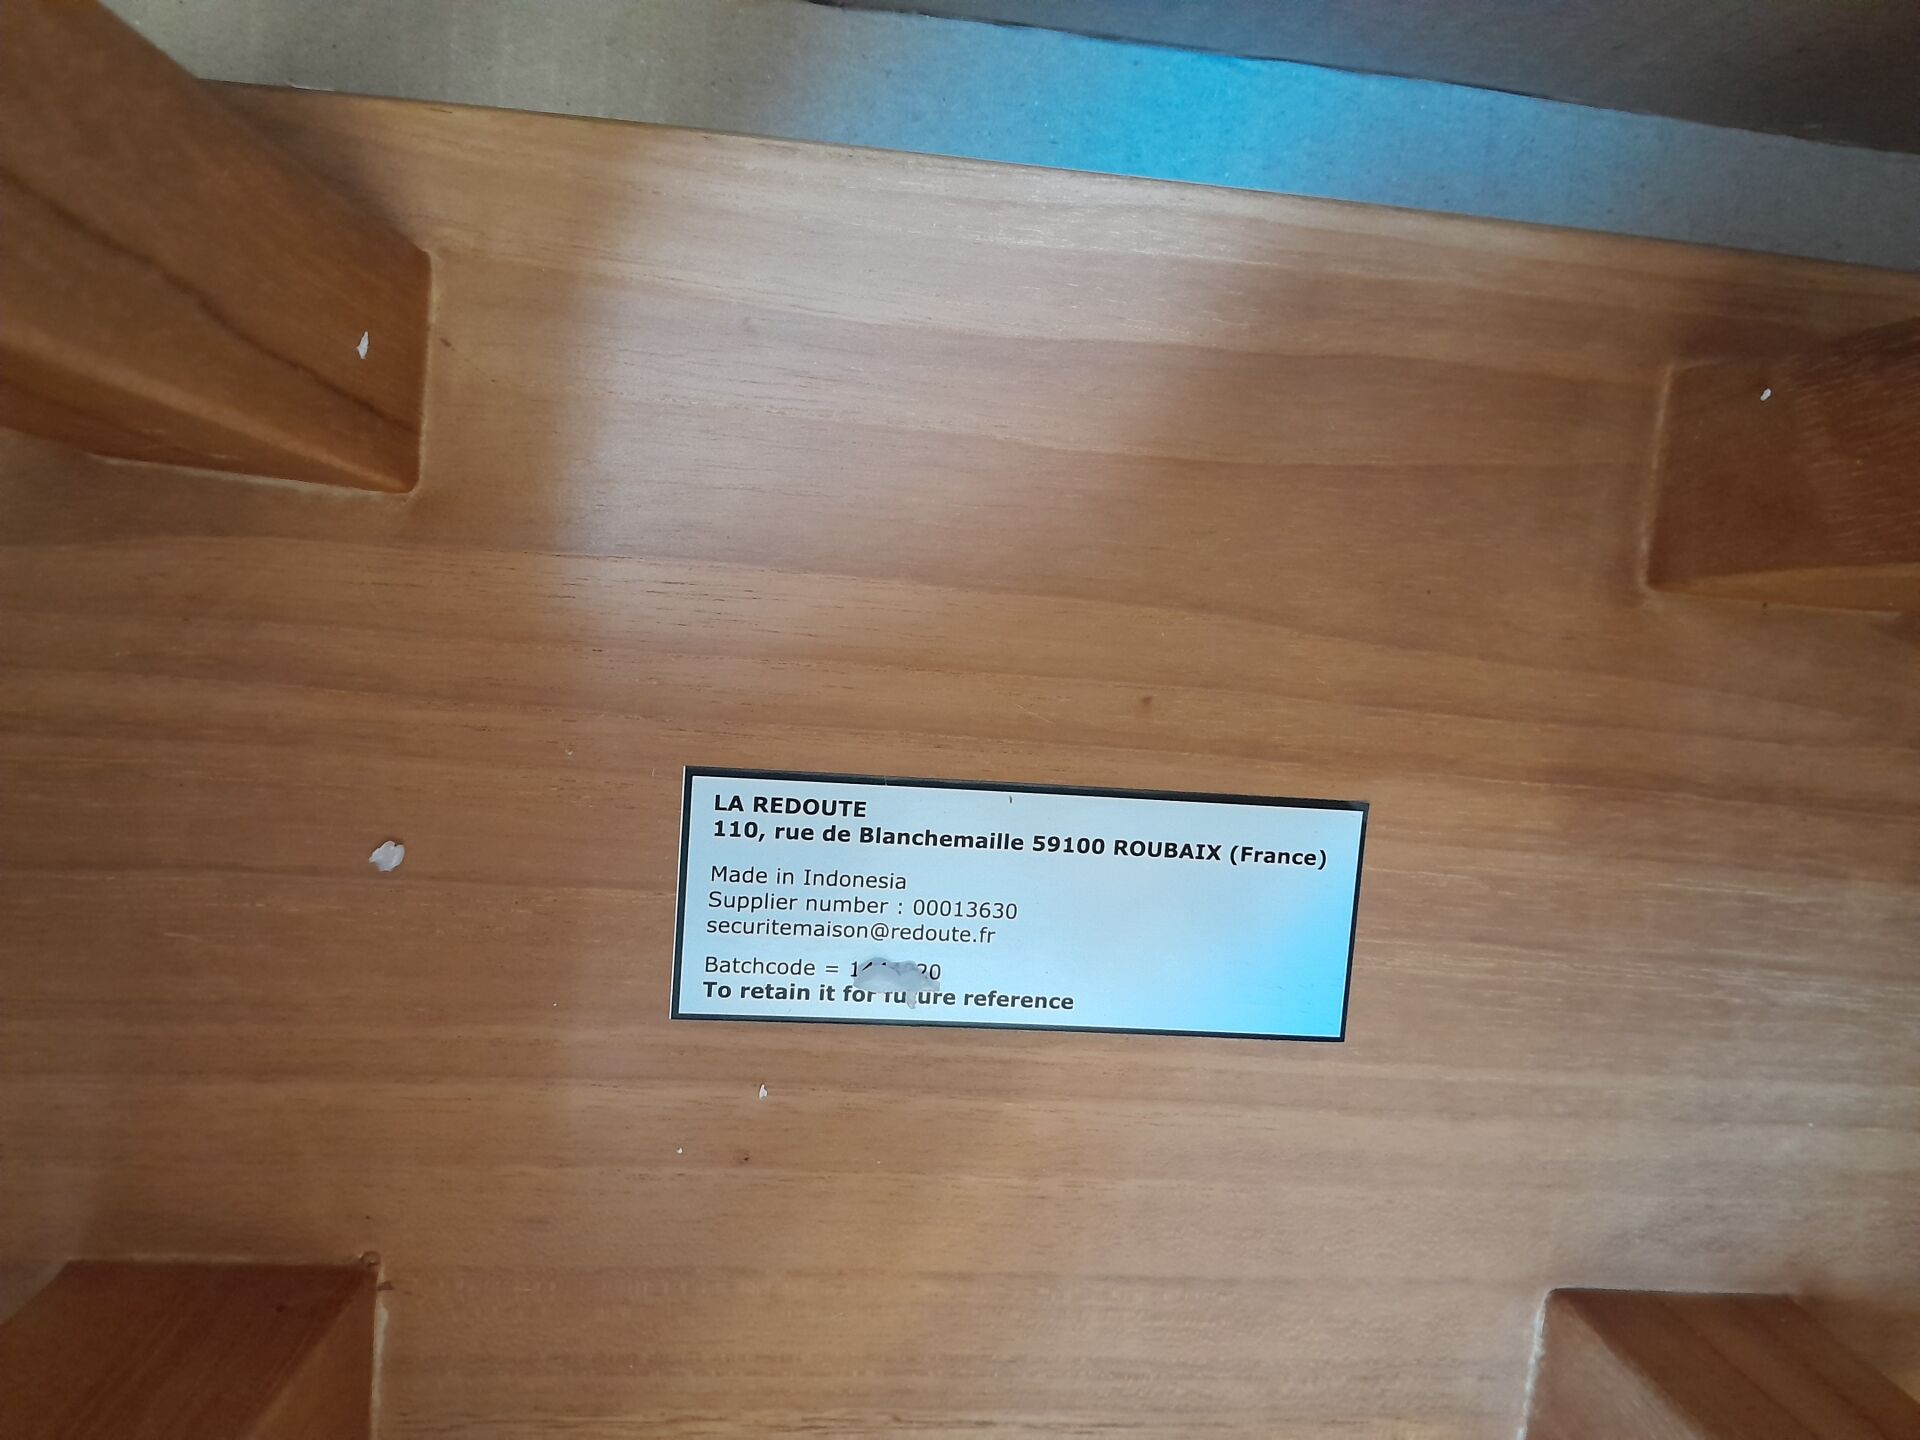 LA REDOUTE
110, rue de Blanchemaille 59100 ROUBAIX (France)
Made in Indonesia
Supplier number : 00013630
securitemaison@redoute.fr
Batchcode =
To retain it for future reference